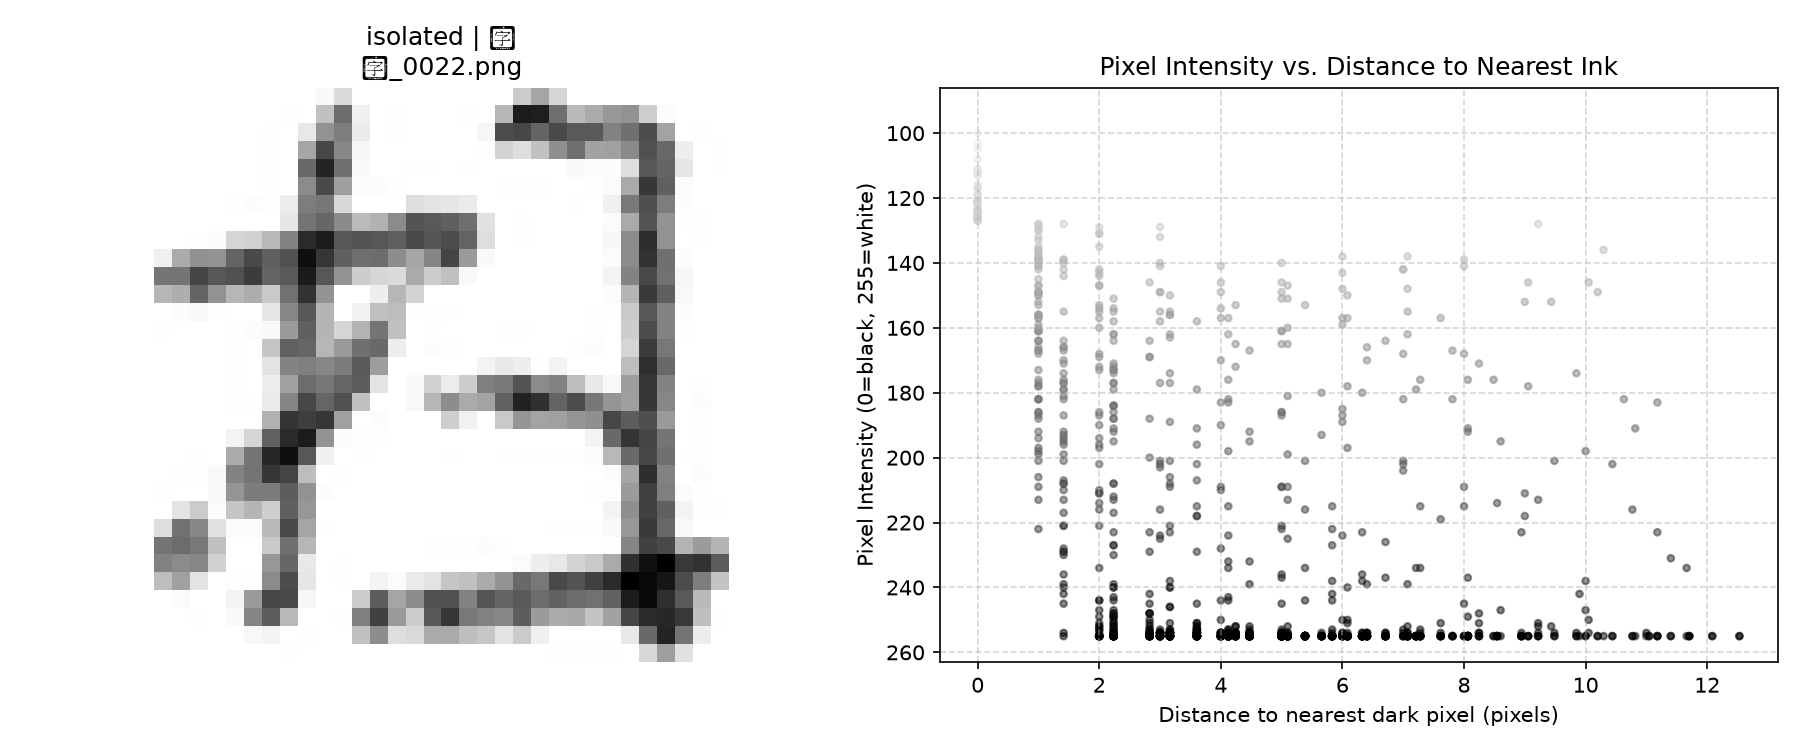 isolated |
_0022.png
扫
Pixel Intensity vs. Distance to Nearest Ink
Pixel Intensity (0=black, 255=white)
100
120
140
160
180
200
220
240
260
0 2 4 6 8 10 12
Distance to nearest dark pixel (pixels)